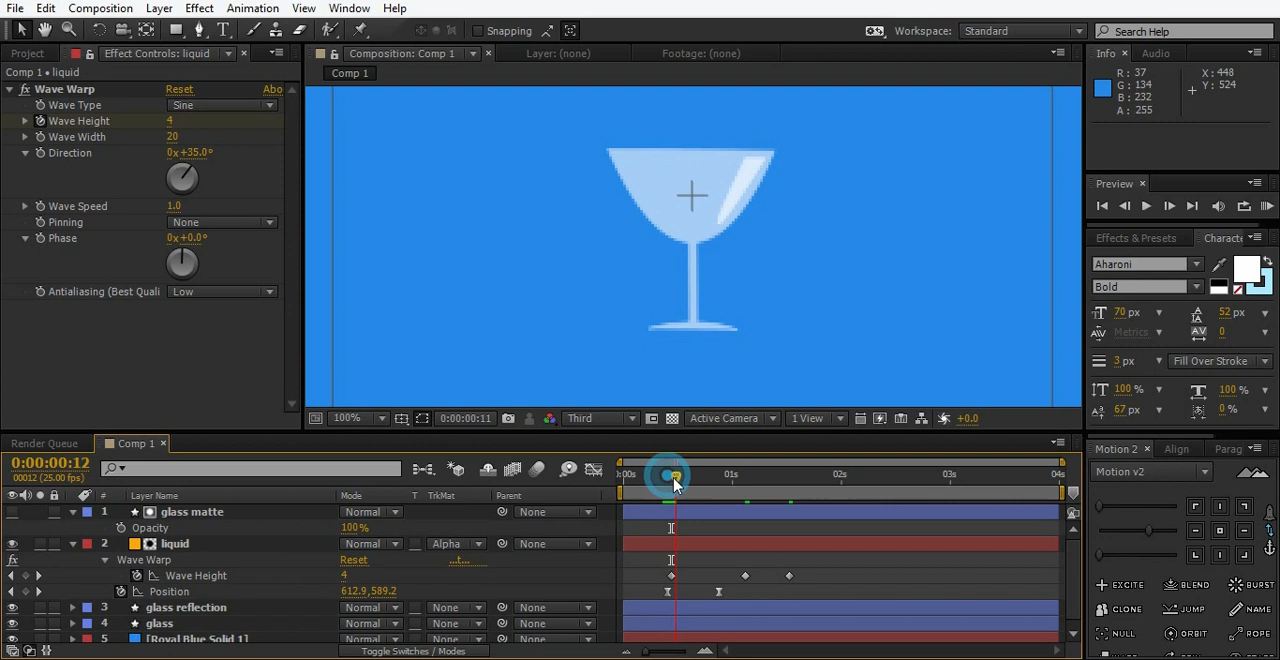 File Edit Composition Layer Effect Animation View Window Help
Snapping Workspace: Standard Search Help
Project Effect Controls: liquid Composition: Comp 1 Layer: (none) Footage: (none) Info Audio
Comp 1 • liquid
Comp 1
fx Wave Warp Reset Abo
Wave Type Sine
Wave Height 4
Wave Width 20
Direction 0x+35.0°
Wave Speed 1.0
Pinning None
Phase 0x+0.0°
Antialiasing (Best Quali Low
R: 37
G: 134
B: 232
A: 255
X: 448
Y: 524
Preview
Effects & Presets Characte
Aharoni
Bold
70 px 52 px
Metrics 0
3 px Fill Over Stroke
100 % 100 %
67 px 0 %
100% 0:00:00:11 Third Active Camera 1 View +0.0
Render Queue Comp 1
0:00:00:12
00012 (25.00 fps)
:00s 01s 02s 03s 04s
# Layer Name Mode T TrkMat Parent
1 glass matte Normal None
Opacity 100%
2 liquid Normal Alpha None
fx Wave Warp Reset ...t...
Wave Height 4
Position 612.9,589.2
3 glass reflection Normal None None
4 glass Normal None None
5 [Royal Blue Solid 1] Normal None None
Toggle Switches / Modes
Motion 2 Align Parag
Motion v2
EXCITE BLEND BURST
CLONE JUMP NAME
NULL ORBIT ROPE